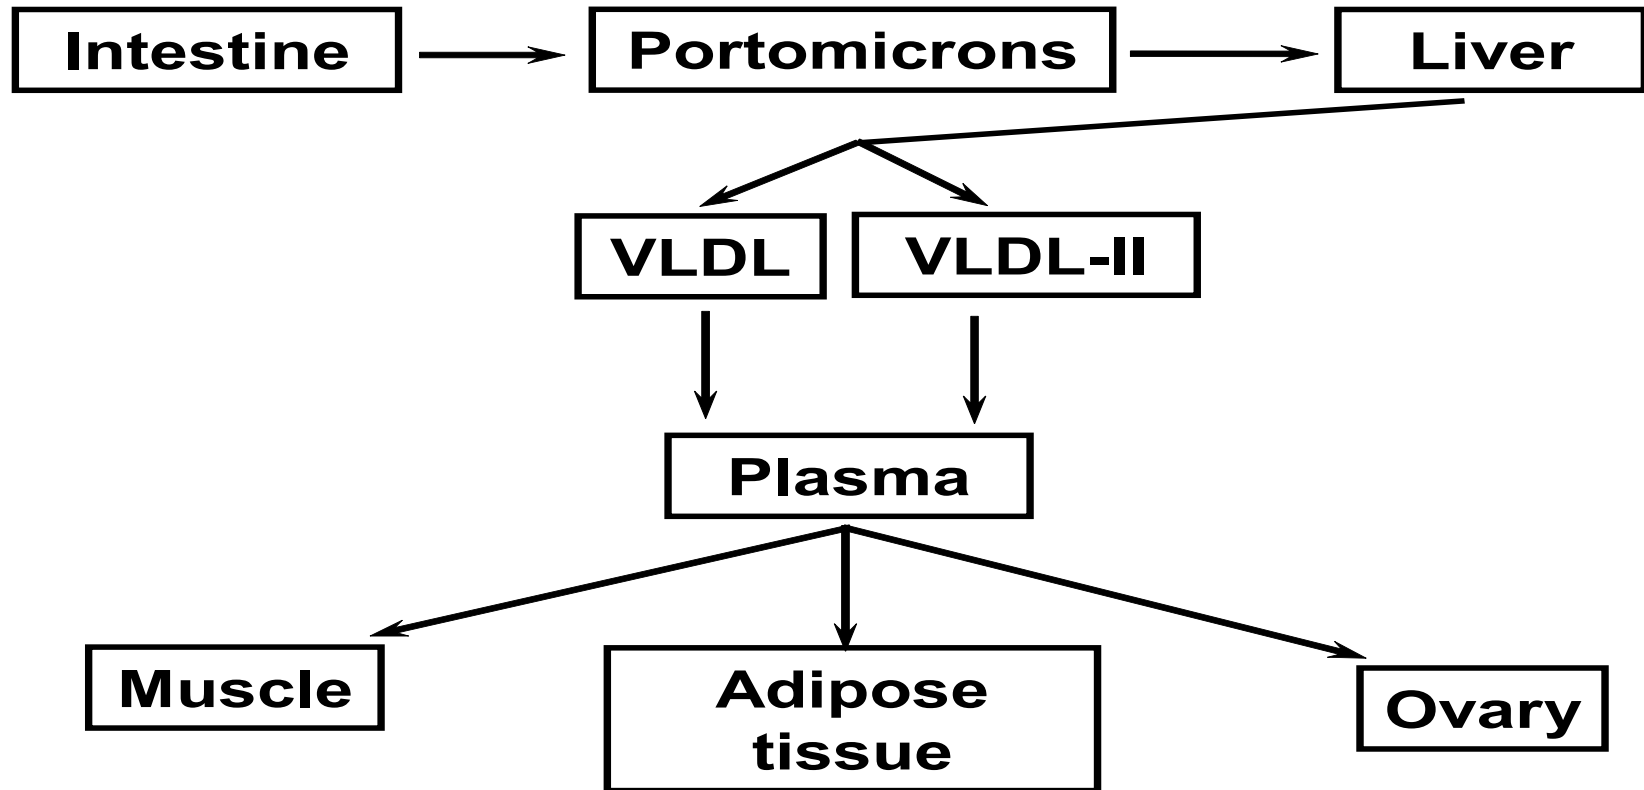 Intestine
Portomicrons
Liver
VLDL
VLDL-II
Plasma
Muscle
Adipose
tissue
Ovary